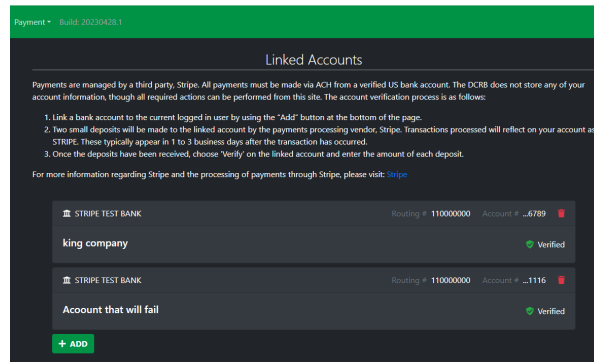 Payment Build: 20230428.1
Linked Accounts
Payments are managed by a third party, Stripe. All payments must be made via ACH from a verified US bank account. The DCRB does not store any of your
account information, though all required actions can be performed from this site. The account verification process is as follows:
1. Link a bank account to the current logged in user by using the "Add" button at the bottom of the page.
2. Two small deposits will be made to the linked account by the payments processing vendor, Stripe. Transactions processed will reflect on your account as
STRIPE. These typically appear in 1 to 3 business days after the transaction has occurred.
3. Once the deposits have been received, choose 'Verify' on the linked account and enter the amount of each deposit.
For more information regarding Stripe and the processing of payments through Stripe, please visit: Stripe
STRIPE TEST BANK Routing # 110000000 Account # ...6789
king company Verified
STRIPE TEST BANK Routing # 110000000 Account # ...1116
Acoount that will fail Verified
+ ADD